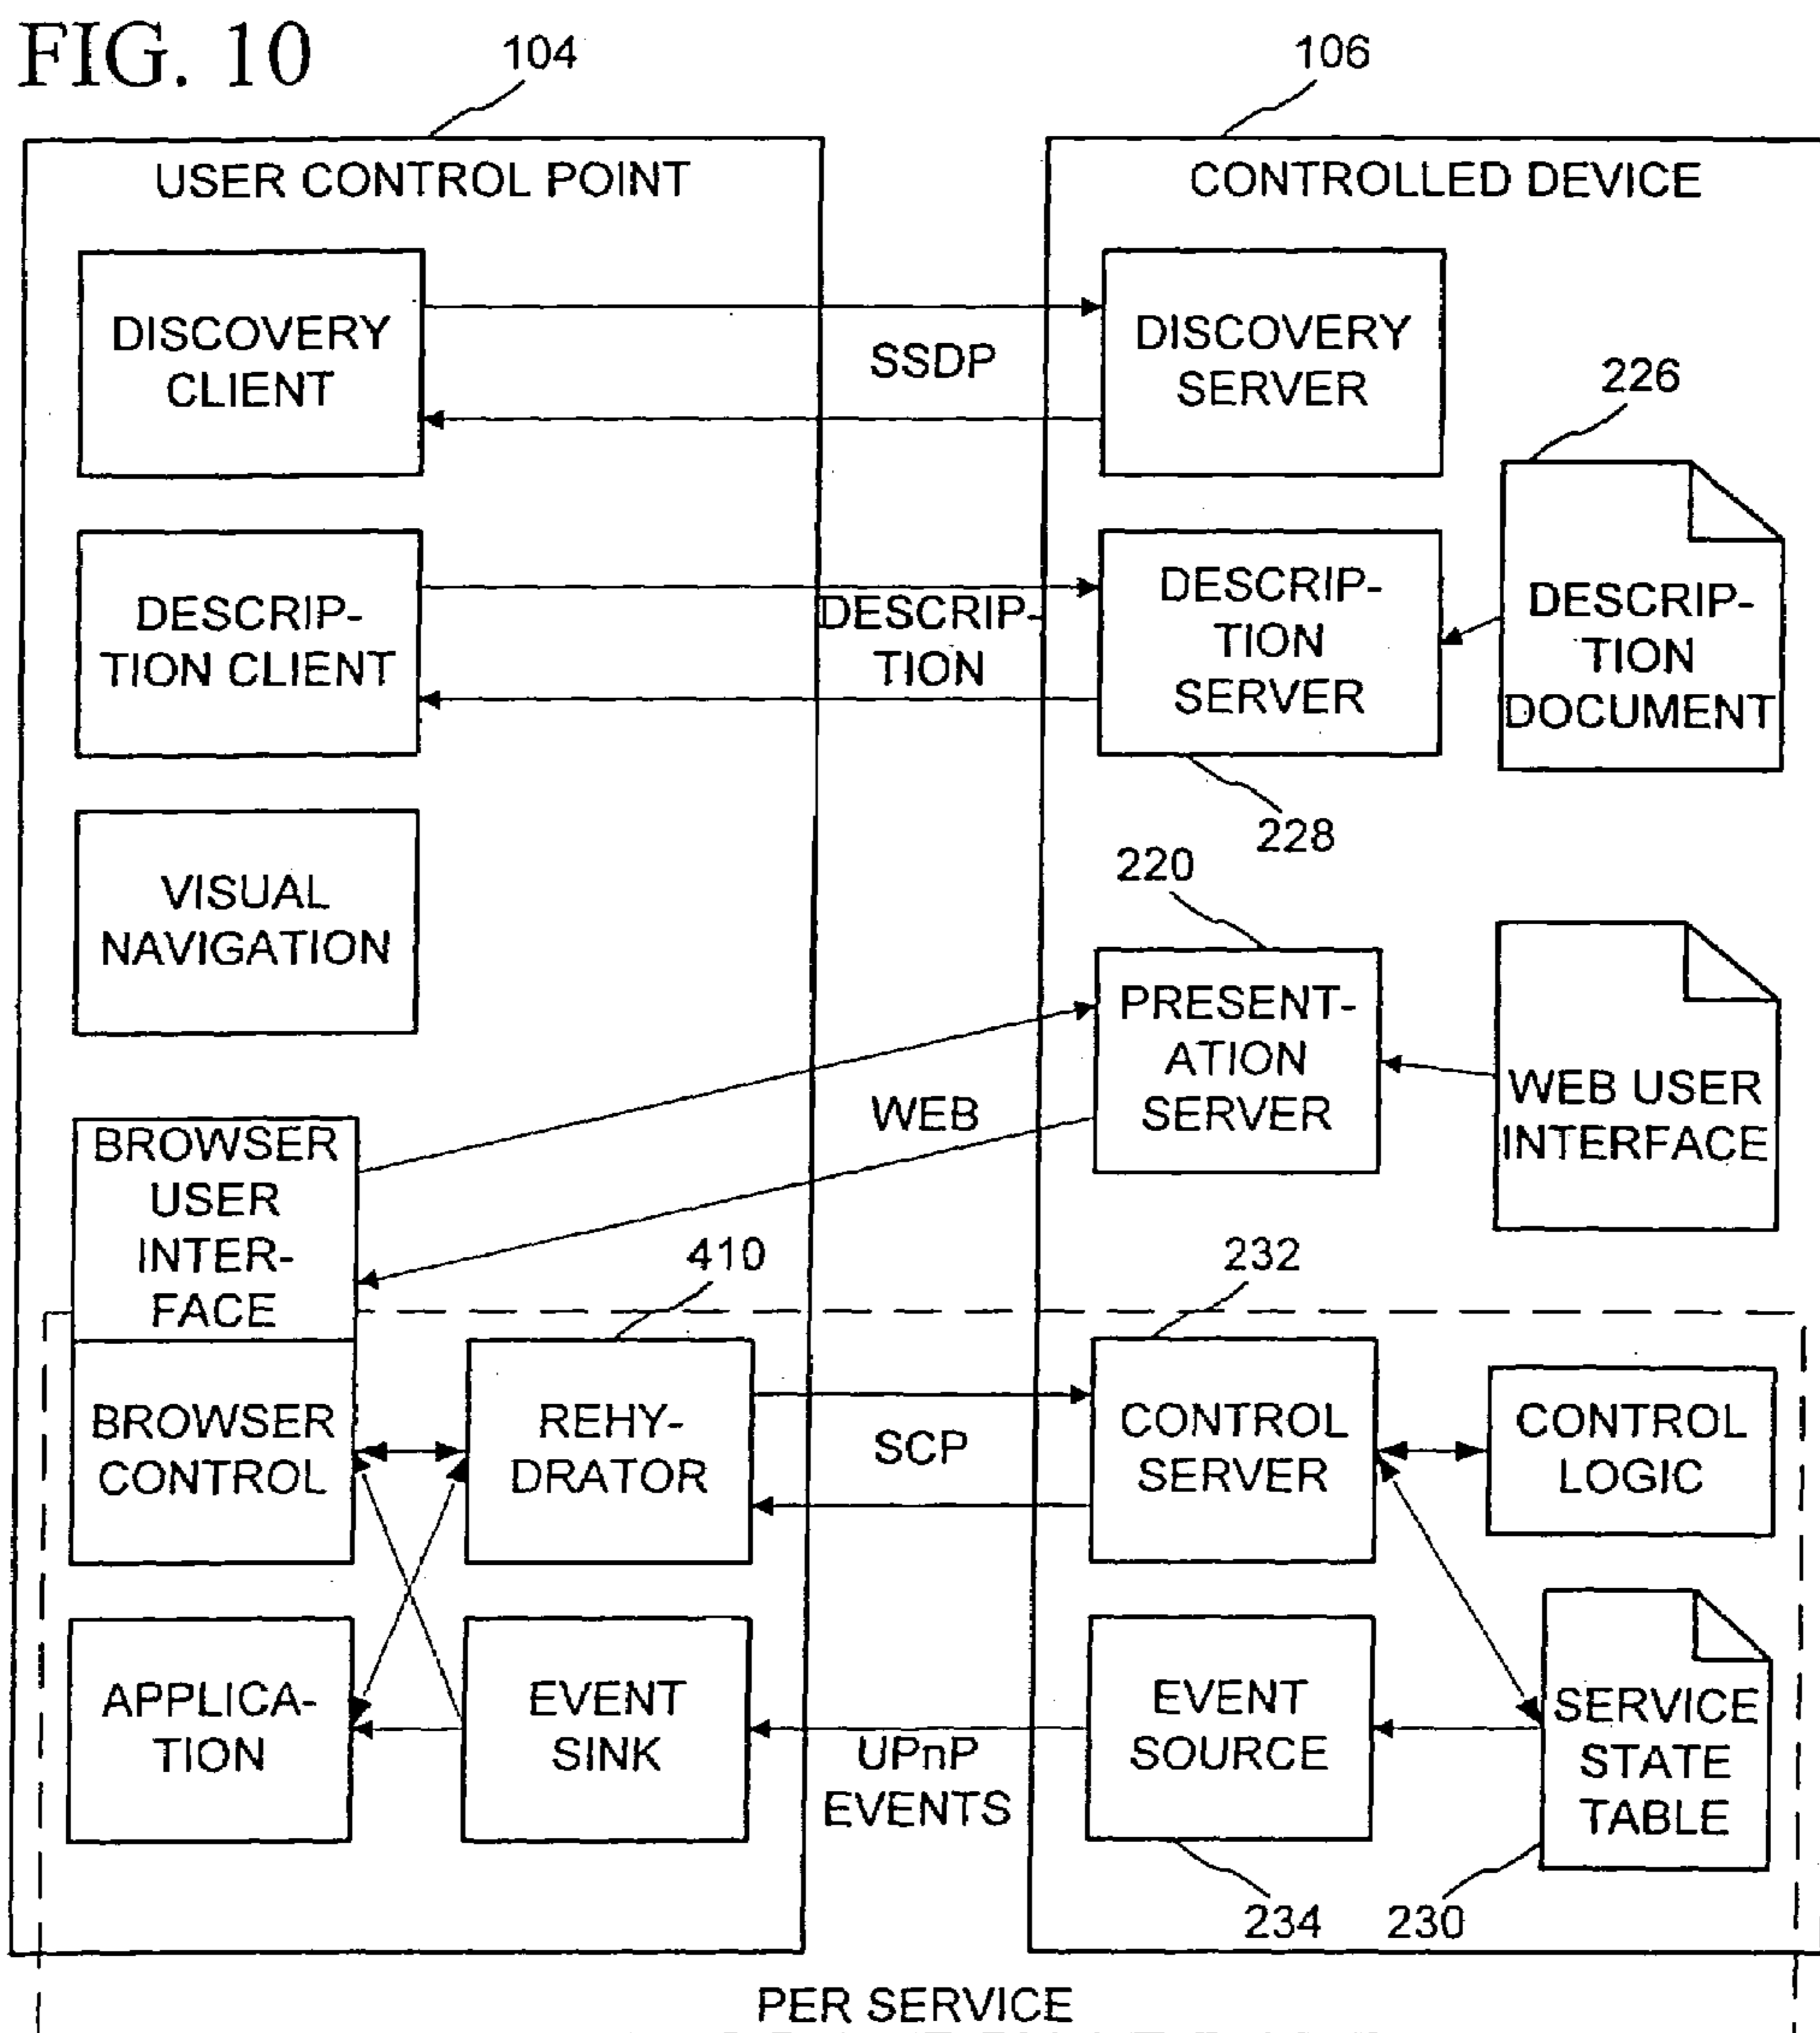 FIG. 10
104
106
USER CONTROL POINT
CONTROLLED DEVICE
DISCOVERY
CLIENT
SSDP
DISCOVERY
SERVER
226
DESCRIP-
TION CLIENT
DESCRIP-
TION
DESCRIP-
TION
SERVER
DESCRIP-
TION
DOCUMENT
228
VISUAL
NAVIGATION
220
PRESENT-
ATION
SERVER
WEB USER
INTERFACE
WEB
BROWSER
USER
INTER-
FACE
410
232
BROWSER
CONTROL
REHY-
DRATOR
SCP
CONTROL
SERVER
CONTROL
LOGIC
APPLICA-
TION
EVENT
SINK
UPnP
EVENTS
EVENT
SOURCE
SERVICE
STATE
TABLE
234
230
PER SERVICE